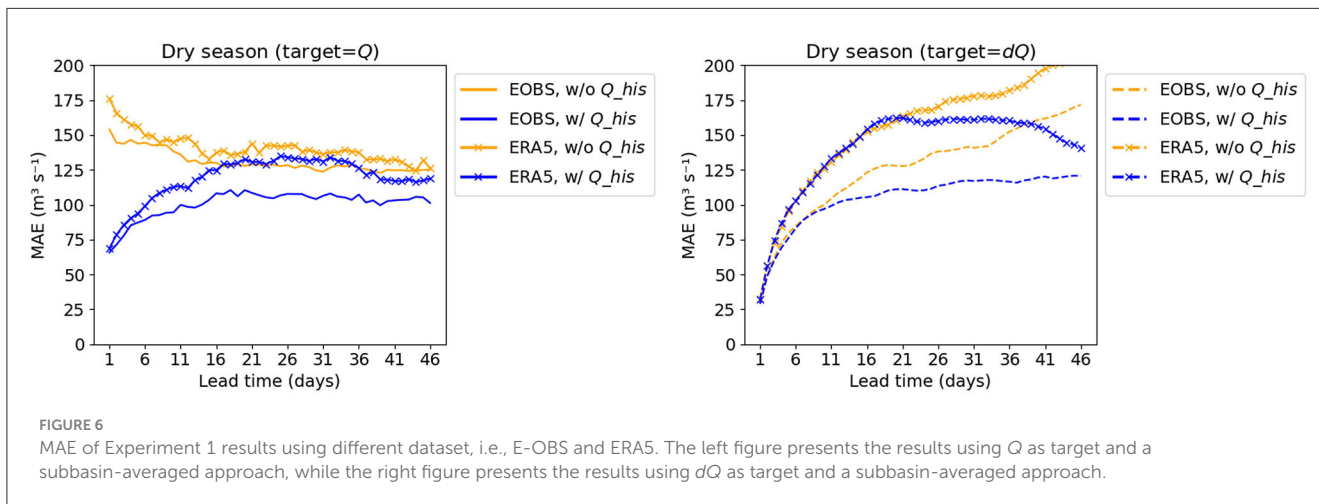 Dry season (target=Q)
MAE (m³ s⁻¹)
200
175
150
125
100
75
50
25
0
1 6 11 16 21 26 31 36 41 46
Lead time (days)
EOBS, w/o Q_his
EOBS, w/ Q_his
ERA5, w/o Q_his
ERA5, w/ Q_his
Dry season (target=dQ)
MAE (m³ s⁻¹)
200
175
150
125
100
75
50
25
0
1 6 11 16 21 26 31 36 41 46
Lead time (days)
EOBS, w/o Q_his
EOBS, w/ Q_his
ERA5, w/o Q_his
ERA5, w/ Q_his
FIGURE 6
MAE of Experiment 1 results using different dataset, i.e., E-OBS and ERA5. The left figure presents the results using Q as target and a
subbasin-averaged approach, while the right figure presents the results using dQ as target and a subbasin-averaged approach.